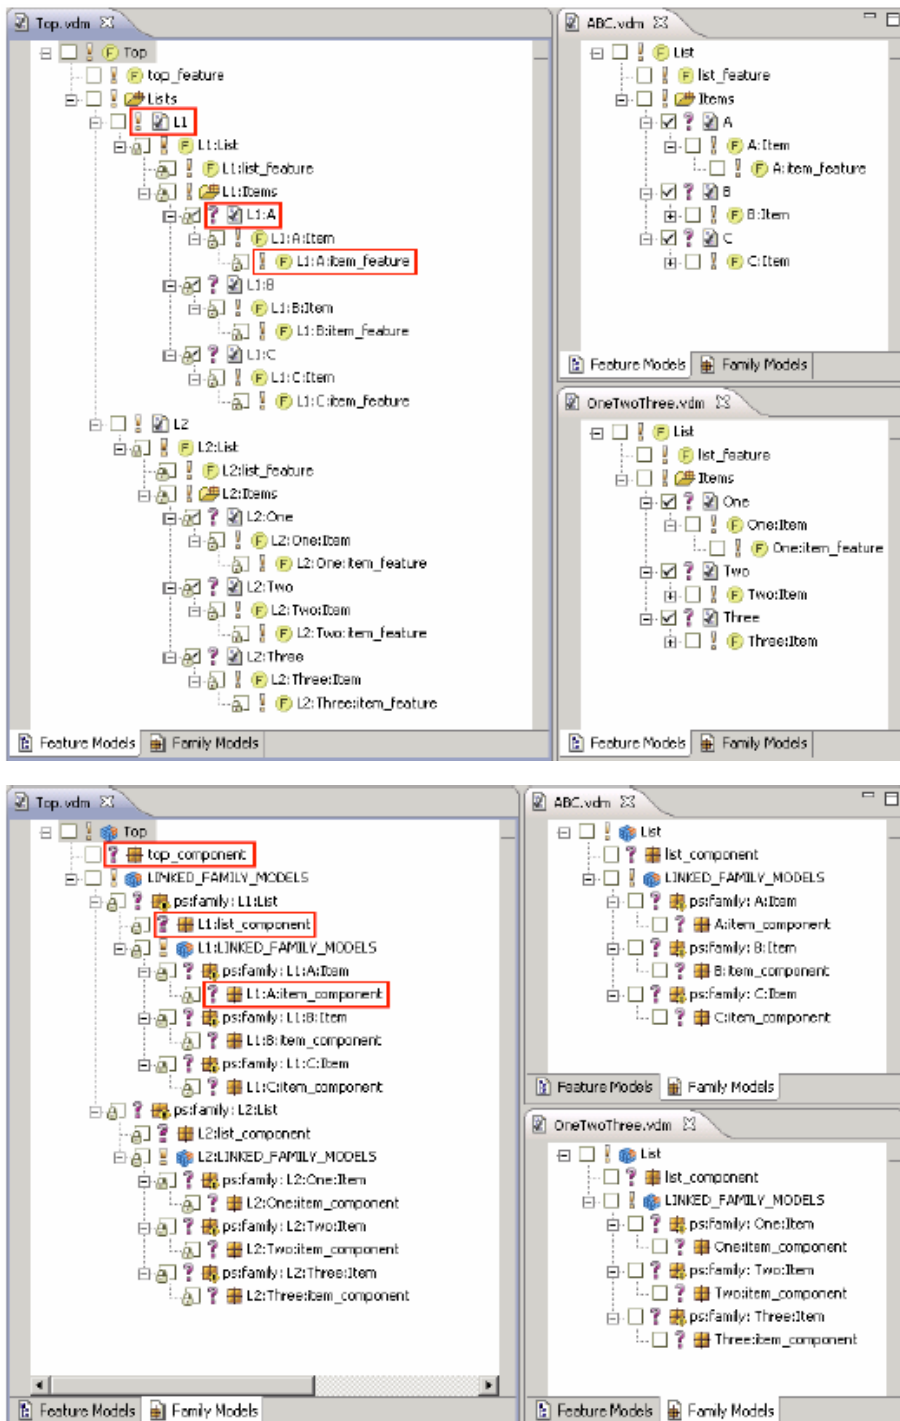 Top.vdm
Top
top_feature
Lists
L1
L1:List
L1:list_feature
L1:Items
L1:A
L1:A:Item
L1:A:item_feature
L1:B
L1:B:Item
L1:B:item_feature
L1:C
L1:C:Item
L1:C:item_feature
L2
L2:List
L2:list_feature
L2:Items
L2:One
L2:One:Item
L2:One:item_feature
L2:Two
L2:Two:Item
L2:Two:item_feature
L2:Three
L2:Three:Item
L2:Three:item_feature
Feature Models Family Models
ABC.vdm
List
list_feature
Items
A
A:Item
A:item_feature
B
B:Item
C
C:Item
Feature Models Family Models
OneTwoThree.vdm
List
list_feature
Items
One
One:Item
One:item_feature
Two
Two:Item
Three
Three:Item
Feature Models Family Models
Top.vdm
Top
top_component
LINKED_FAMILY_MODELS
ps:family: L1:List
L1:list_component
L1:LINKED_FAMILY_MODELS
ps:family: L1:A:Item
L1:A:item_component
ps:family: L1:B:Item
L1:B:item_component
ps:family: L1:C:Item
L1:C:item_component
ps:family: L2:List
L2:list_component
L2:LINKED_FAMILY_MODELS
ps:family: L2:One:Item
L2:One:item_component
ps:family: L2:Two:Item
L2:Two:item_component
ps:family: L2:Three:Item
L2:Three:item_component
Feature Models Family Models
ABC.vdm
List
list_component
LINKED_FAMILY_MODELS
ps:family: A:Item
A:item_component
ps:family: B:Item
B:item_component
ps:family: C:Item
C:item_component
Feature Models Family Models
OneTwoThree.vdm
List
list_component
LINKED_FAMILY_MODELS
ps:family: One:Item
One:item_component
ps:family: Two:Item
Two:item_component
ps:family: Three:Item
Three:item_component
Feature Models Family Models